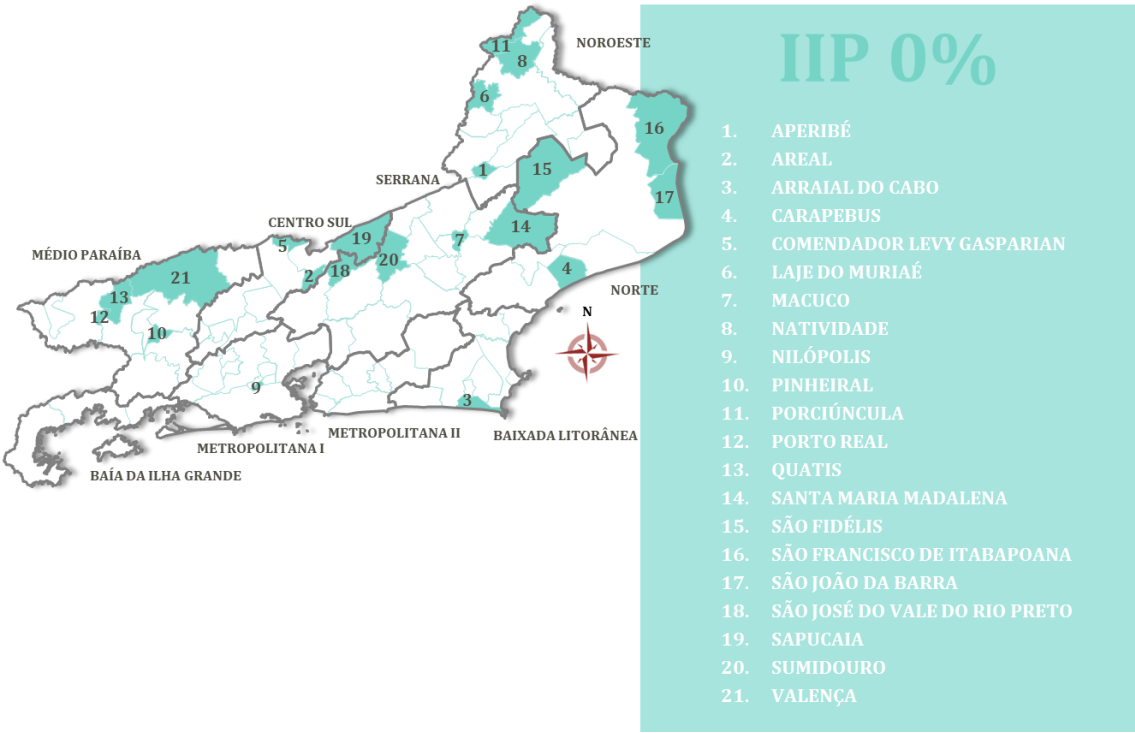 NOROESTE
11
8
6
16
1
15
SERRANA
17
CENTRO SUL
14
19
7
5
MÉDIO PARAÍBA
20
18
2
21
4
13
NORTE
12
N
10
9
3
METROPOLITANA II
BAIXADA LITORÂNEA
METROPOLITANA I
BAÍA DA ILHA GRANDE
IIP 0%
1. APERIBÉ
2. AREAL
3. ARRAIAL DO CABO
4. CARAPEBUS
5. COMENDADOR LEVY GASPARIAN
6. LAJE DO MURIAÉ
7. MACUCO
8. NATIVIDADE
9. NILÓPOLIS
10. PINHEIRAL
11. PORCIÚNCULA
12. PORTO REAL
13. QUATIS
14. SANTA MARIA MADALENA
15. SÃO FIDÉLIS
16. SÃO FRANCISCO DE ITABAPOANA
17. SÃO JOÃO DA BARRA
18. SÃO JOSÉ DO VALE DO RIO PRETO
19. SAPUCAIA
20. SUMIDOURO
21. VALENÇA